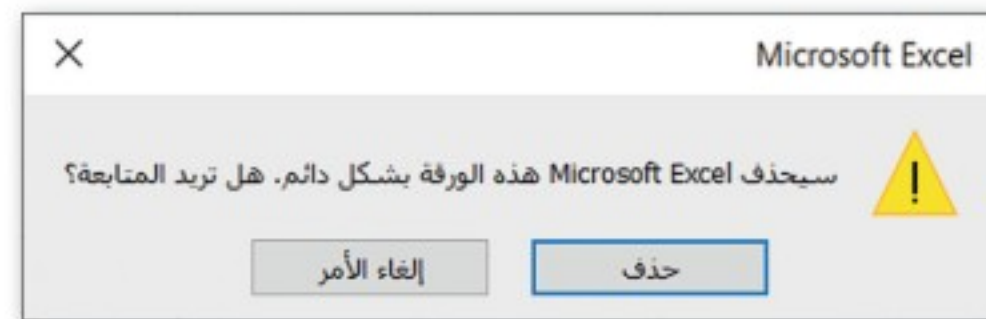 Microsoft Excel
سيحذف Microsoft Excel هذه الورقة بشكل دائم. هل تريد المتابعة؟
حذف
إلغاء الأمر